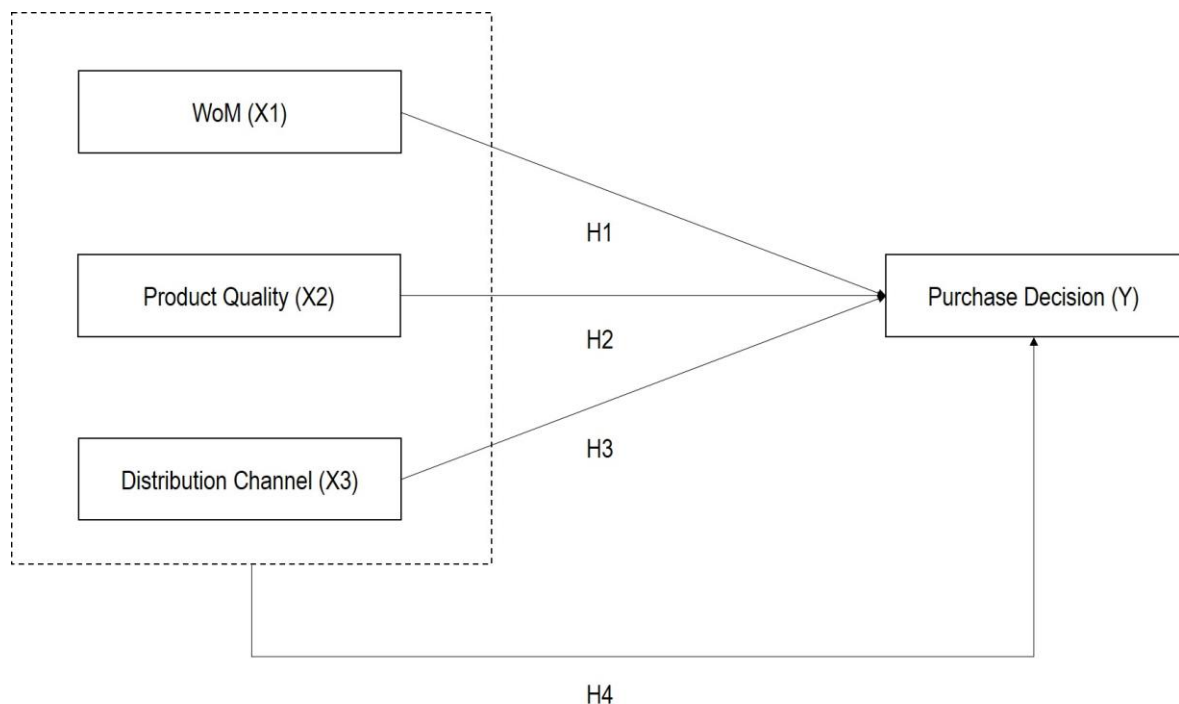 WoM (X1)
H1
Product Quality (X2)
Purchase Decision (Y)
H2
Distribution Channel (X3)
H3
H4